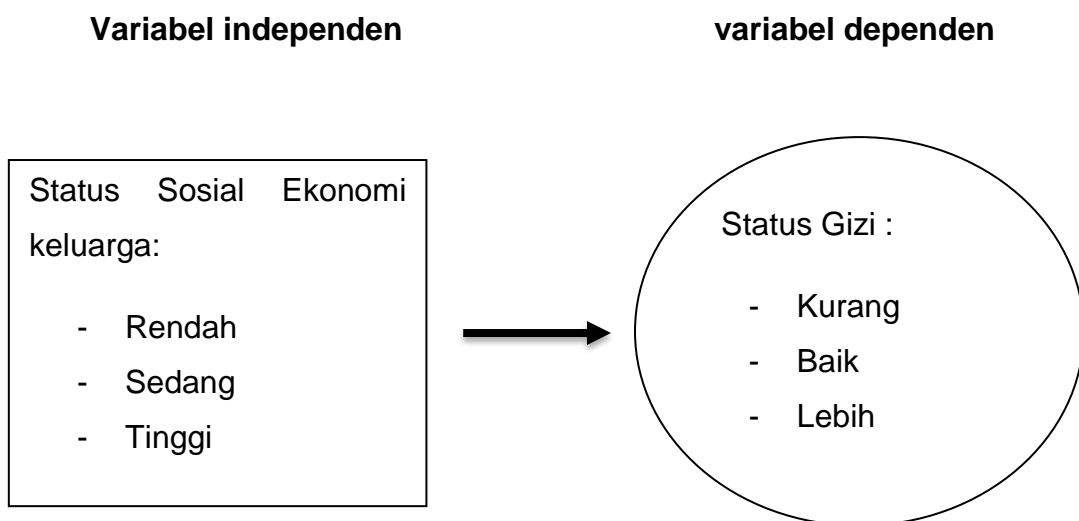 Variabel independen
variabel dependen
Status Sosial Ekonomi
keluarga:
- Rendah
- Sedang
- Tinggi
Status Gizi :
- Kurang
- Baik
- Lebih